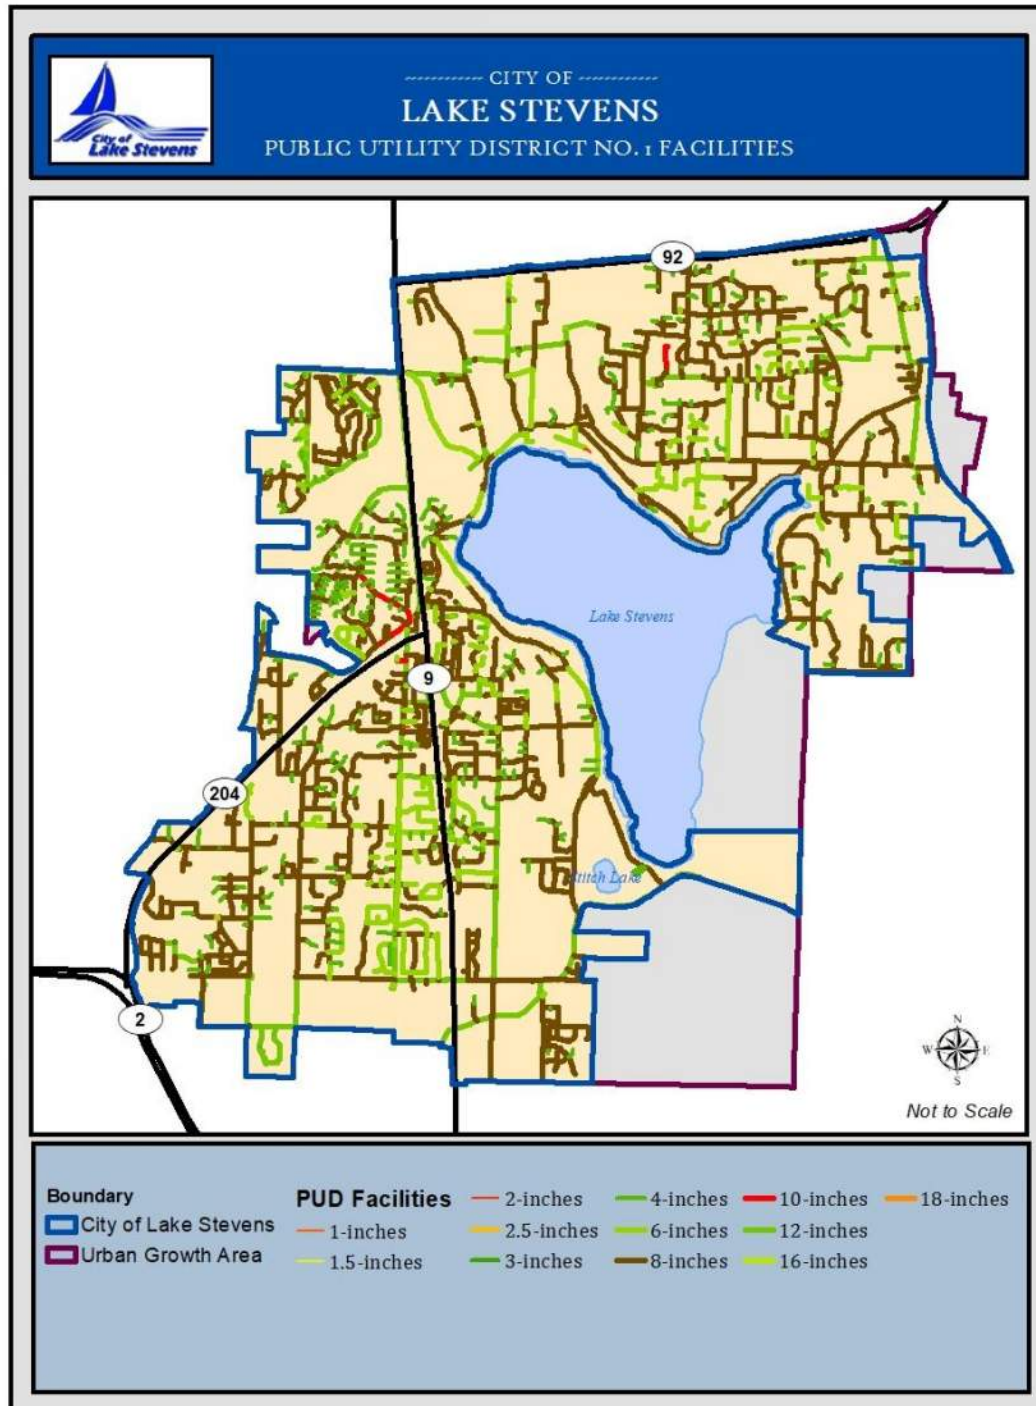 City of
Lake Stevens
------------ CITY OF ------------
LAKE STEVENS
PUBLIC UTILITY DISTRICT NO. 1 FACILITIES
92
Lake Stevens
9
204
Stitch Lake
2
N
W E
S
Not to Scale
Boundary
City of Lake Stevens
Urban Growth Area
PUD Facilities
1-inches
1.5-inches
2-inches
2.5-inches
3-inches
4-inches
6-inches
8-inches
10-inches
12-inches
16-inches
18-inches